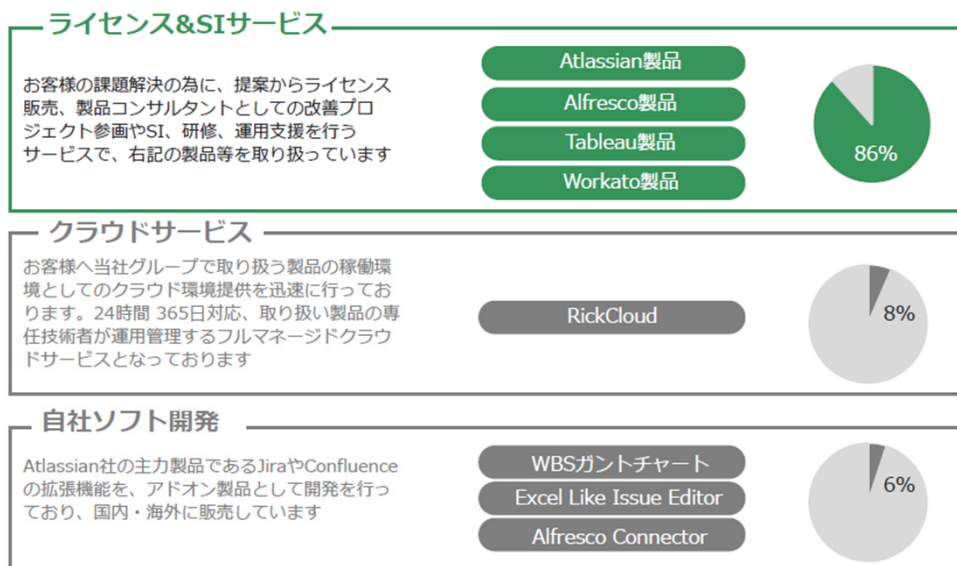 ライセンス&SIサービス
お客様の課題解決の為に、提案からライセンス
販売、製品コンサルタントとしての改善プロ
ジェクト参画やSI、研修、運用支援を行う
サービスで、右記の製品等を取り扱っています
Atlassian製品
Alfresco製品
Tableau製品
Workato製品
86%
クラウドサービス
お客様へ当社グループで取り扱う製品の稼働環
境としてのクラウド環境提供を迅速に行ってお
ります。24時間 365日対応、取り扱い製品の専
任技術者が運用管理するフルマネージドクラウ
ドサービスとなっております
RickCloud
8%
自社ソフト開発
Atlassian社の主力製品であるJiraやConfluence
の拡張機能を、アドオン製品として開発を行っ
ており、国内・海外に販売しています
WBSガントチャート
Excel Like Issue Editor
Alfresco Connector
6%